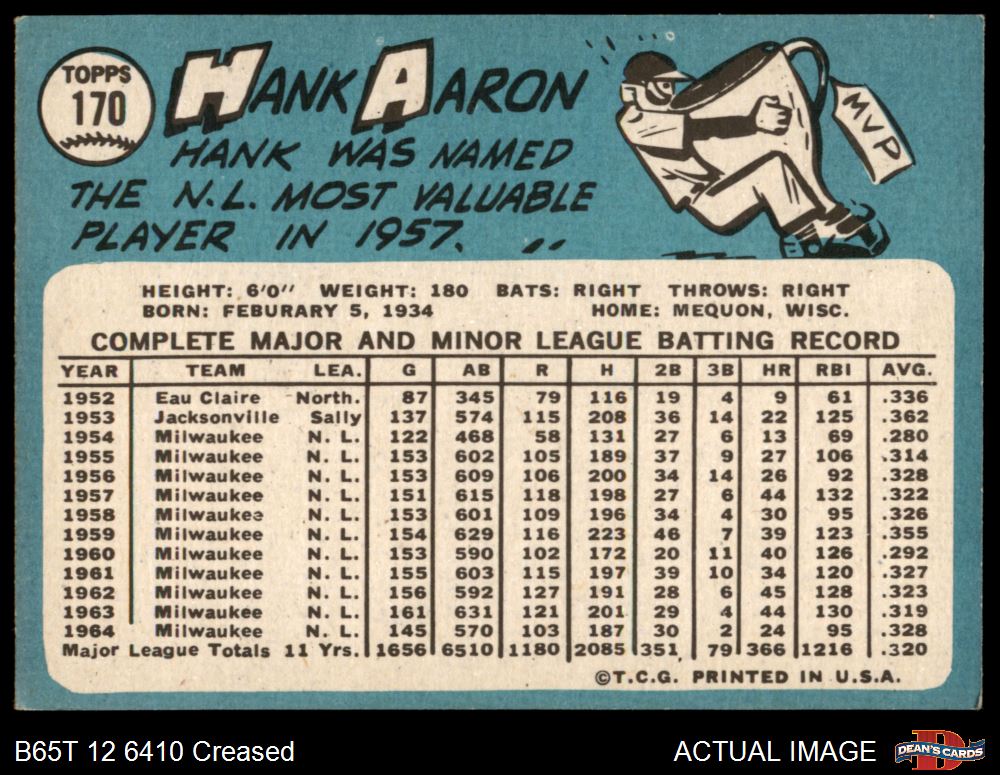 TOPPS
170
HANK AARON
MVP
HANK WAS NAMED
THE N.L. MOST VALUABLE
PLAYER IN 1957.
HEIGHT: 6'0" WEIGHT: 180 BATS: RIGHT THROWS: RIGHT
BORN: FEBURARY 5, 1934 HOME: MEQUON, WISC.
COMPLETE MAJOR AND MINOR LEAGUE BATTING RECORD
YEAR TEAM LEA. G AB R H 2B 3B HR RBI AVG.
1952 Eau Claire North. 87 345 79 116 19 4 9 61 .336
1953 Jacksonville Sally 137 574 115 208 36 14 22 125 .362
1954 Milwaukee N. L. 122 468 58 131 27 6 13 69 .280
1955 Milwaukee N. L. 153 602 105 189 37 9 27 106 .314
1956 Milwaukee N. L. 153 609 106 200 34 14 26 92 .328
1957 Milwaukee N. L. 151 615 118 198 27 6 44 132 .322
1958 Milwaukee N. L. 153 601 109 196 34 4 30 95 .326
1959 Milwaukee N. L. 154 629 116 223 46 7 39 123 .355
1960 Milwaukee N. L. 153 590 102 172 20 11 40 126 .292
1961 Milwaukee N. L. 155 603 115 197 39 10 34 120 .327
1962 Milwaukee N. L. 156 592 127 191 28 6 45 128 .323
1963 Milwaukee N. L. 161 631 121 201 29 4 44 130 .319
1964 Milwaukee N. L. 145 570 103 187 30 2 24 95 .328
Major League Totals 11 Yrs. 1656 6510 1180 2085 351 79 366 1216 .320
©T.C.G. PRINTED IN U.S.A.
B65T 12 6410 Creased ACTUAL IMAGE
D
DEAN'S CARDS